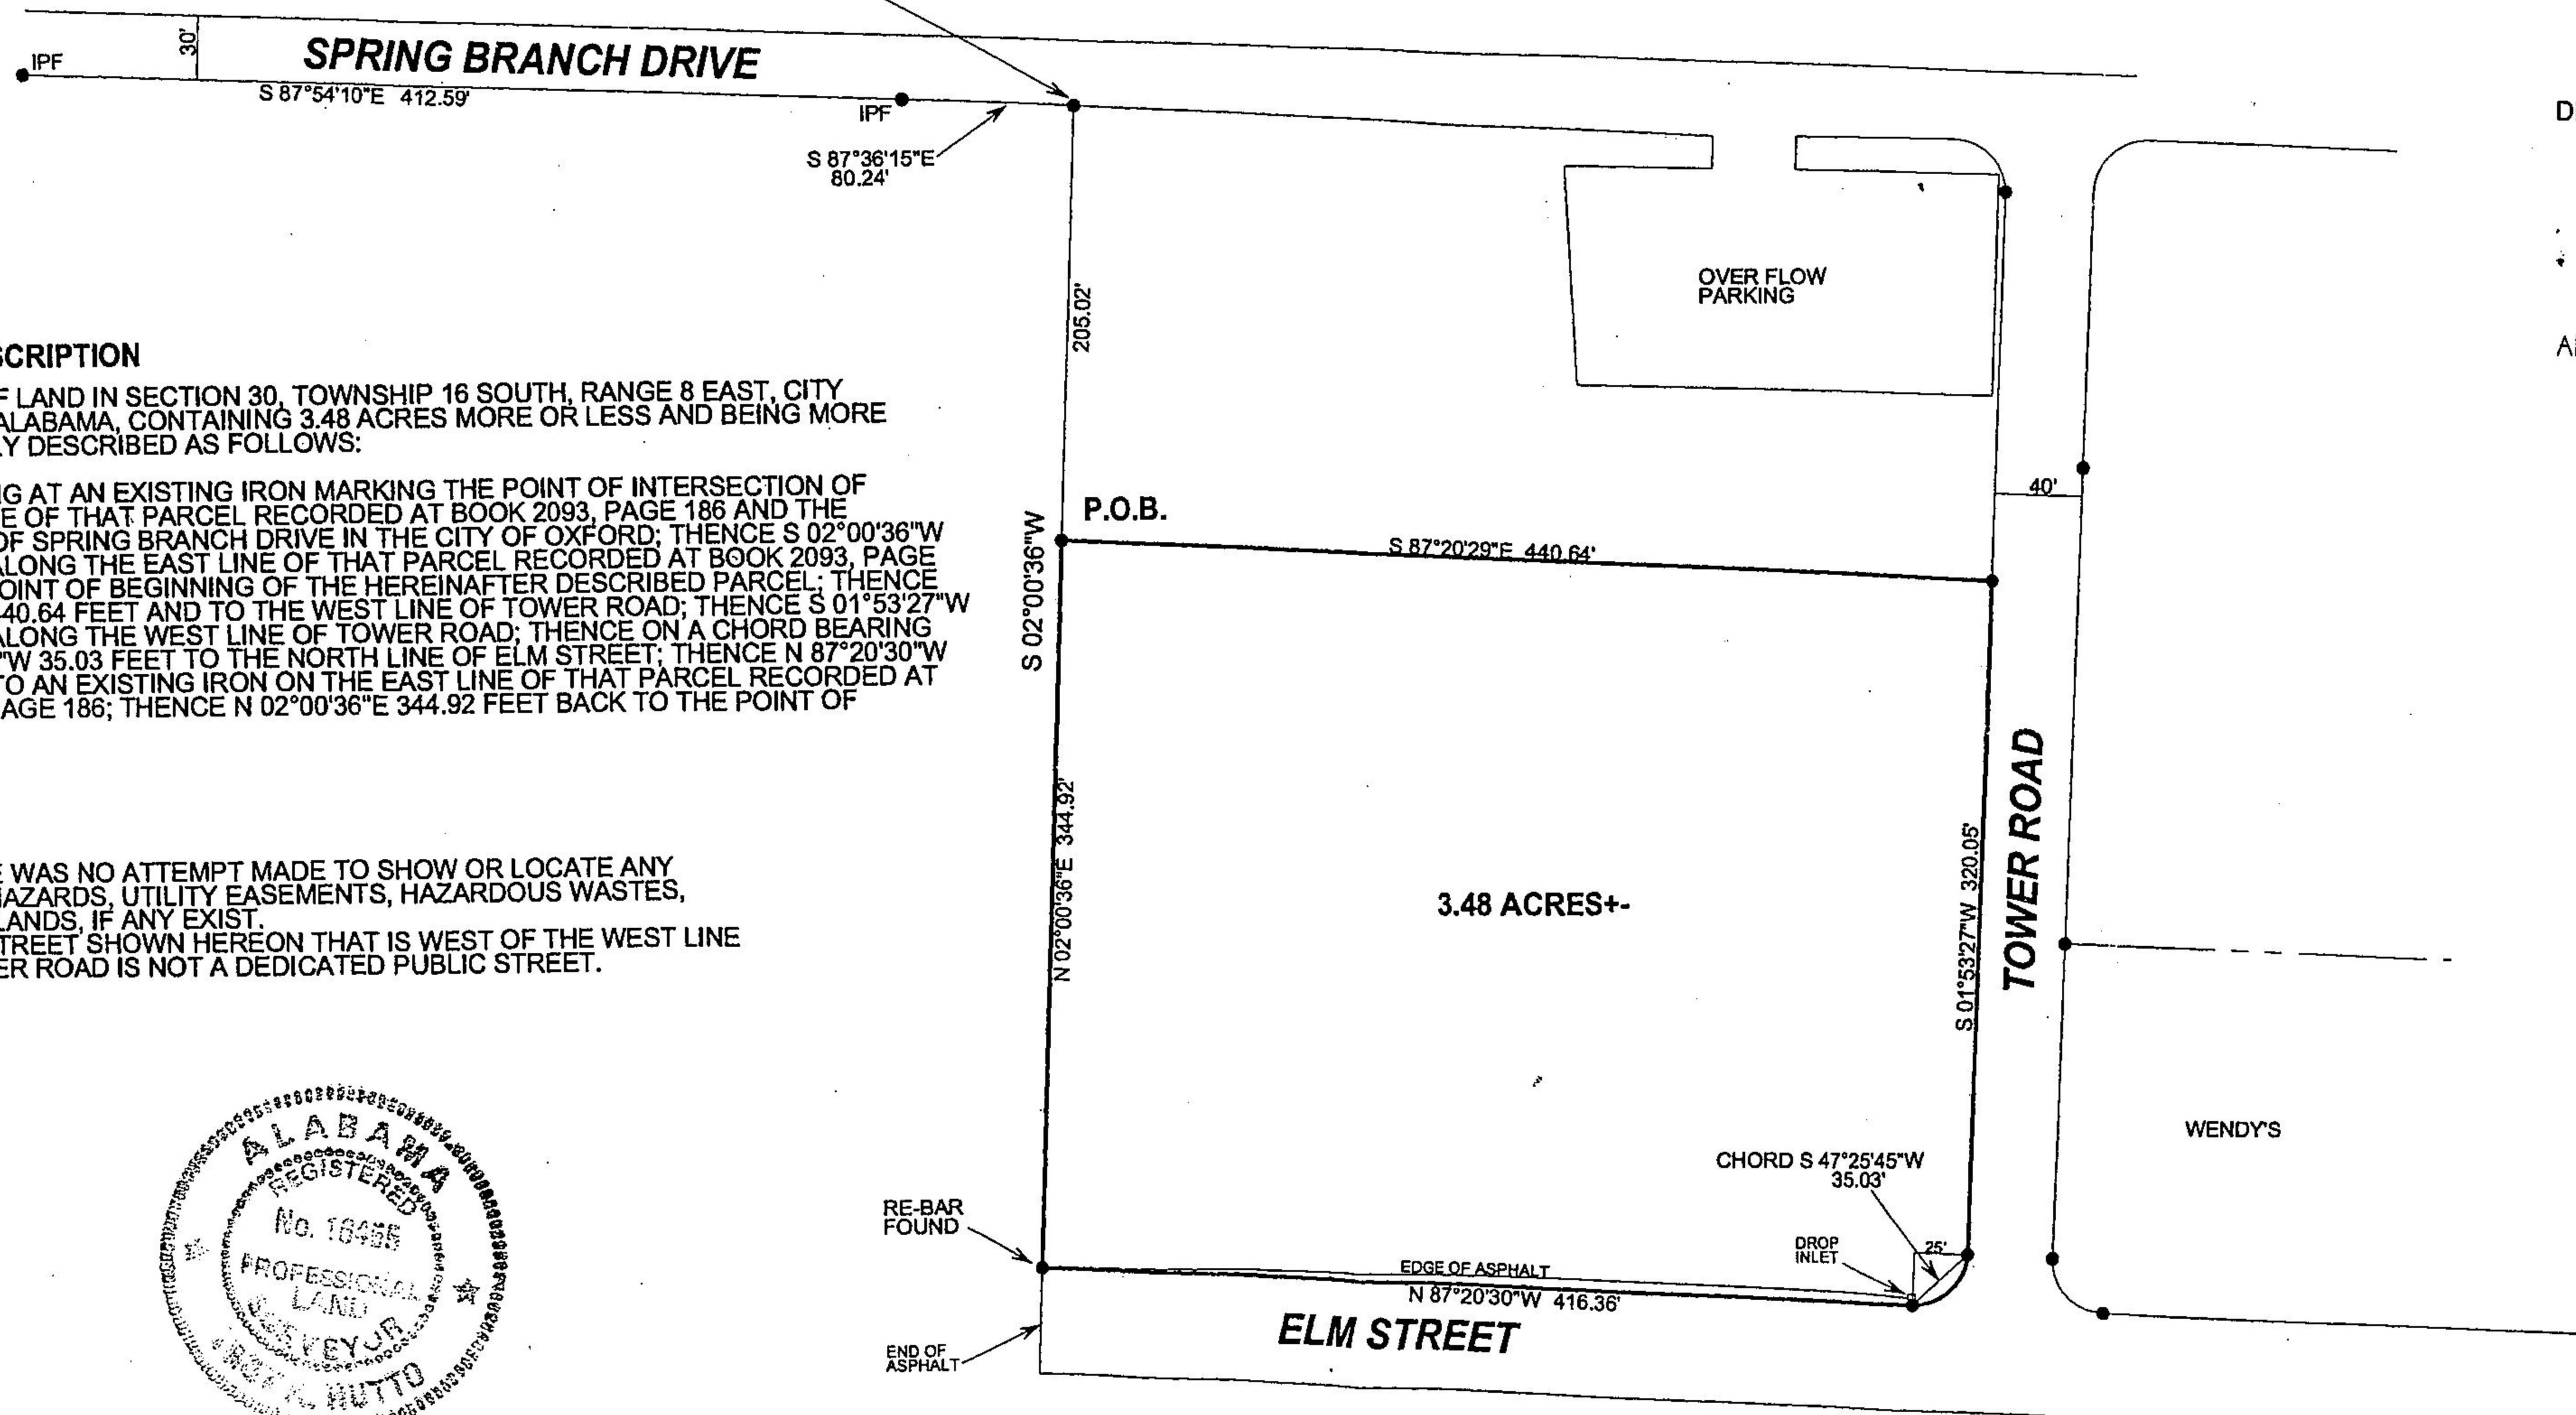 SPRING BRANCH DRIVE
30'
IPF
S 87°54'10"E 412.59'
IPF
S 87°36'15"E
80.24'
D
OVER FLOW
PARKING
205.02'
A
SCRIPTION
F LAND IN SECTION 30, TOWNSHIP 16 SOUTH, RANGE 8 EAST, CITY
ALABAMA, CONTAINING 3.48 ACRES MORE OR LESS AND BEING MORE
Y DESCRIBED AS FOLLOWS:
G AT AN EXISTING IRON MARKING THE POINT OF INTERSECTION OF
E OF THAT PARCEL RECORDED AT BOOK 2093, PAGE 186 AND THE
OF SPRING BRANCH DRIVE IN THE CITY OF OXFORD; THENCE S 02°00'36"W
ALONG THE EAST LINE OF THAT PARCEL RECORDED AT BOOK 2093, PAGE
OINT OF BEGINNING OF THE HEREINAFTER DESCRIBED PARCEL; THENCE
40.64 FEET AND TO THE WEST LINE OF TOWER ROAD; THENCE S 01°53'27"W
ALONG THE WEST LINE OF TOWER ROAD; THENCE ON A CHORD BEARING
"W 35.03 FEET TO THE NORTH LINE OF ELM STREET; THENCE N 87°20'30"W
TO AN EXISTING IRON ON THE EAST LINE OF THAT PARCEL RECORDED AT
AGE 186; THENCE N 02°00'36"E 344.92 FEET BACK TO THE POINT OF
E WAS NO ATTEMPT MADE TO SHOW OR LOCATE ANY
HAZARDS, UTILITY EASEMENTS, HAZARDOUS WASTES,
LANDS, IF ANY EXIST.
STREET SHOWN HEREON THAT IS WEST OF THE WEST LINE
ER ROAD IS NOT A DEDICATED PUBLIC STREET.
P.O.B.
S 02°00'36"W
S 87°20'29"E 440.64'
40'
N 02°00'36"E 344.92'
3.48 ACRES+-
S 01°53'27"W 320.05'
TOWER ROAD
WENDY'S
CHORD S 47°25'45"W
35.03'
RE-BAR
FOUND
DROP
INLET
25'
EDGE OF ASPHALT
N 87°20'30"W 416.36'
ELM STREET
END OF
ASPHALT
ALABAMA
REGISTERED
No.
PROFESSIONAL
LAND
SURVEYOR
HUTTO